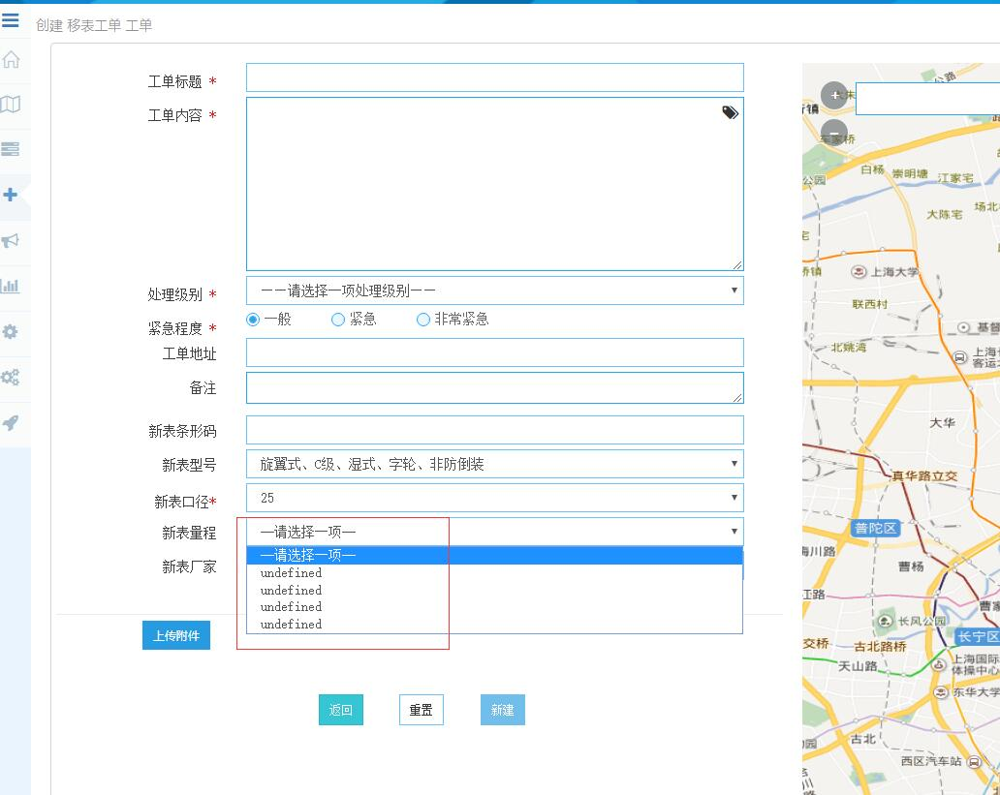 创建 移表工单 工单
工单标题 *
工单内容 *
处理级别 *
——请选择一项处理级别——
紧急程度 *
一般 紧急 非常紧急
工单地址
备注
新表条形码
新表型号
旋翼式、C级、湿式、字轮、非防倒装
新表口径*
25
新表量程
—请选择一项—
—请选择一项—
undefined
新表厂家
undefined
undefined
undefined
上传附件
返回 重置 新建
公路
车家桥
公园
白杨
崇明塘
江家宅
大陈宅
场北
宅
桥镇
上海大学
联西村
基督
北姚湾
上海长
客运北
大华
真华路立交
普陀区
海川路
曹杨
江路
曹家
长风公园
长宁区
交桥
古北路桥
天山路
上海国际
体操中心
东华大学
古北
西区汽车站